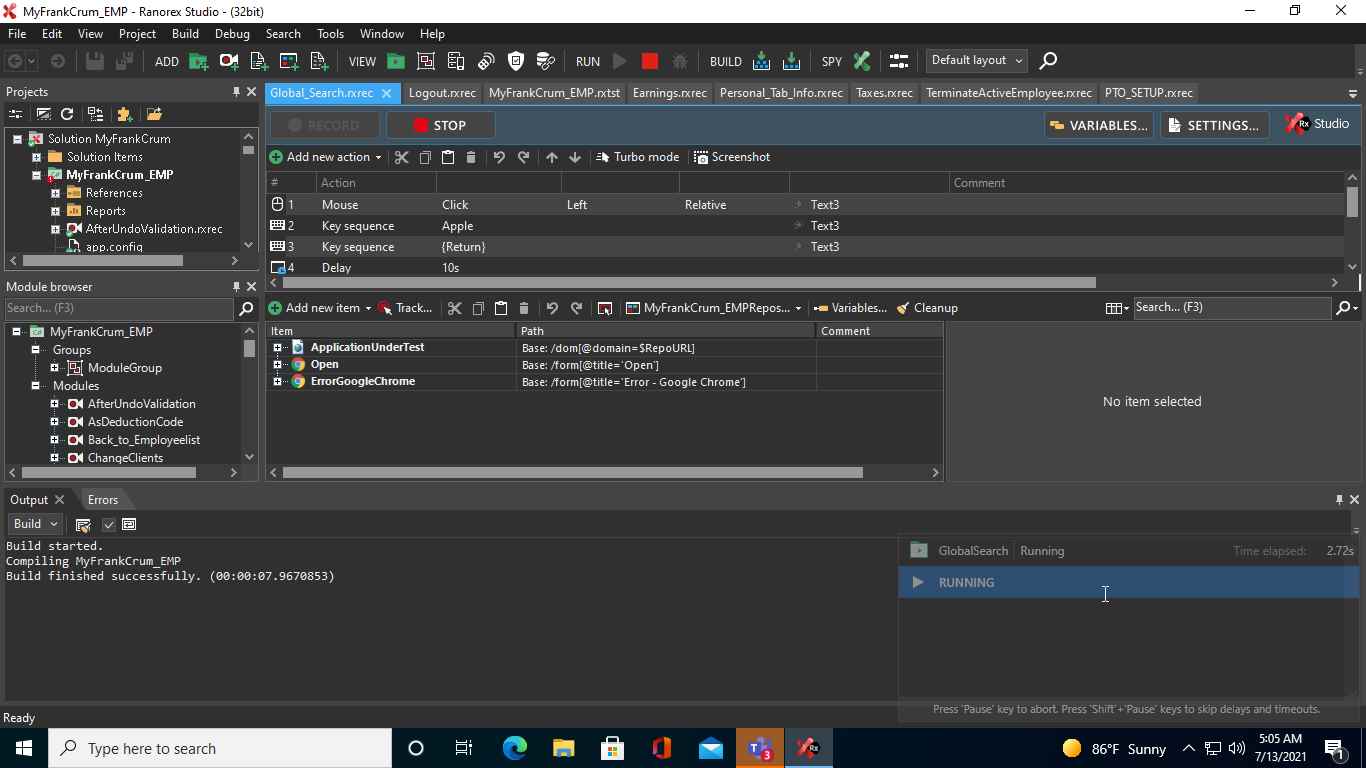 MyFrankCrum_EMP - Ranorex Studio - (32bit)
File Edit View Project Build Debug Search Tools Window Help
ADD VIEW RUN BUILD SPY Default layout
Projects
Global_Search.rxrec Logout.rxrec MyFrankCrum_EMP.rxtst Earnings.rxrec Personal_Tab_Info.rxrec Taxes.rxrec TerminateActiveEmployee.rxrec PTO_SETUP.rxrec
RECORD STOP VARIABLES... SETTINGS... Rx Studio
Solution MyFrankCrum
Solution Items
MyFrankCrum_EMP
References
Reports
AfterUndoValidation.rxrec
app.config
Add new action Turbo mode Screenshot
# Action Comment
1 Mouse Click Left Relative Text3
2 Key sequence Apple Text3
3 Key sequence {Return} Text3
4 Delay 10s
Module browser
Search... (F3)
MyFrankCrum_EMP
Groups
ModuleGroup
Modules
AfterUndoValidation
AsDeductionCode
Back_to_Employeelist
ChangeClients
Add new item Track... MyFrankCrum_EMPRepos... Variables... Cleanup Search... (F3)
Item Path Comment
ApplicationUnderTest Base: /dom[@domain=$RepoURL]
Open Base: /form[@title='Open']
ErrorGoogleChrome Base: /form[@title='Error - Google Chrome']
No item selected
Output Errors
Build
Build started.
Compiling MyFrankCrum_EMP
Build finished successfully. (00:00:07.9670853)
GlobalSearch Running Time elapsed: 2.72s
RUNNING
Press 'Pause' key to abort. Press 'Shift'+'Pause' keys to skip delays and timeouts.
Ready
Type here to search
3
Rx
86°F Sunny
5:05 AM
7/13/2021
1